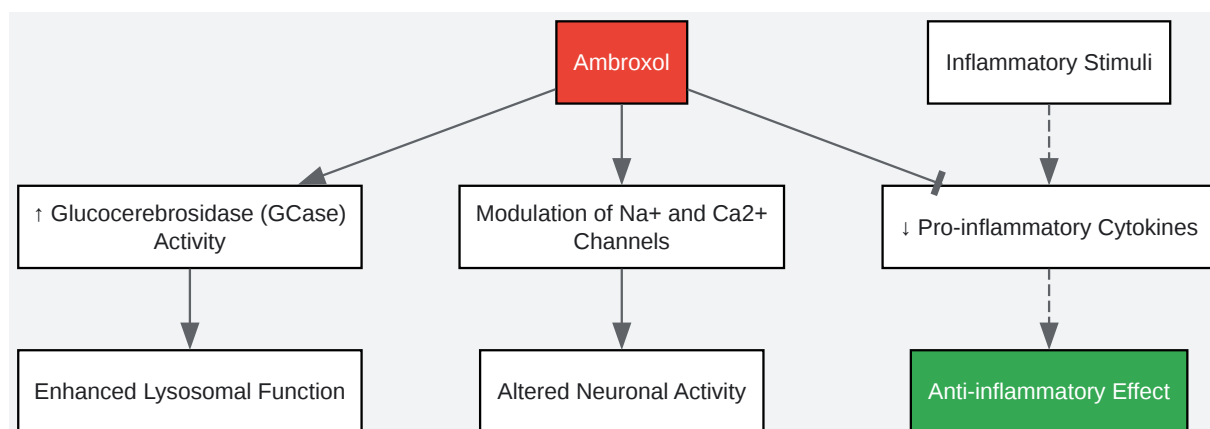 Ambroxol
Inflammatory Stimuli
↑ Glucocerebrosidase (GCase)
Activity
Modulation of Na+ and Ca2+
Channels
↓ Pro-inflammatory Cytokines
Enhanced Lysosomal Function
Altered Neuronal Activity
Anti-inflammatory Effect